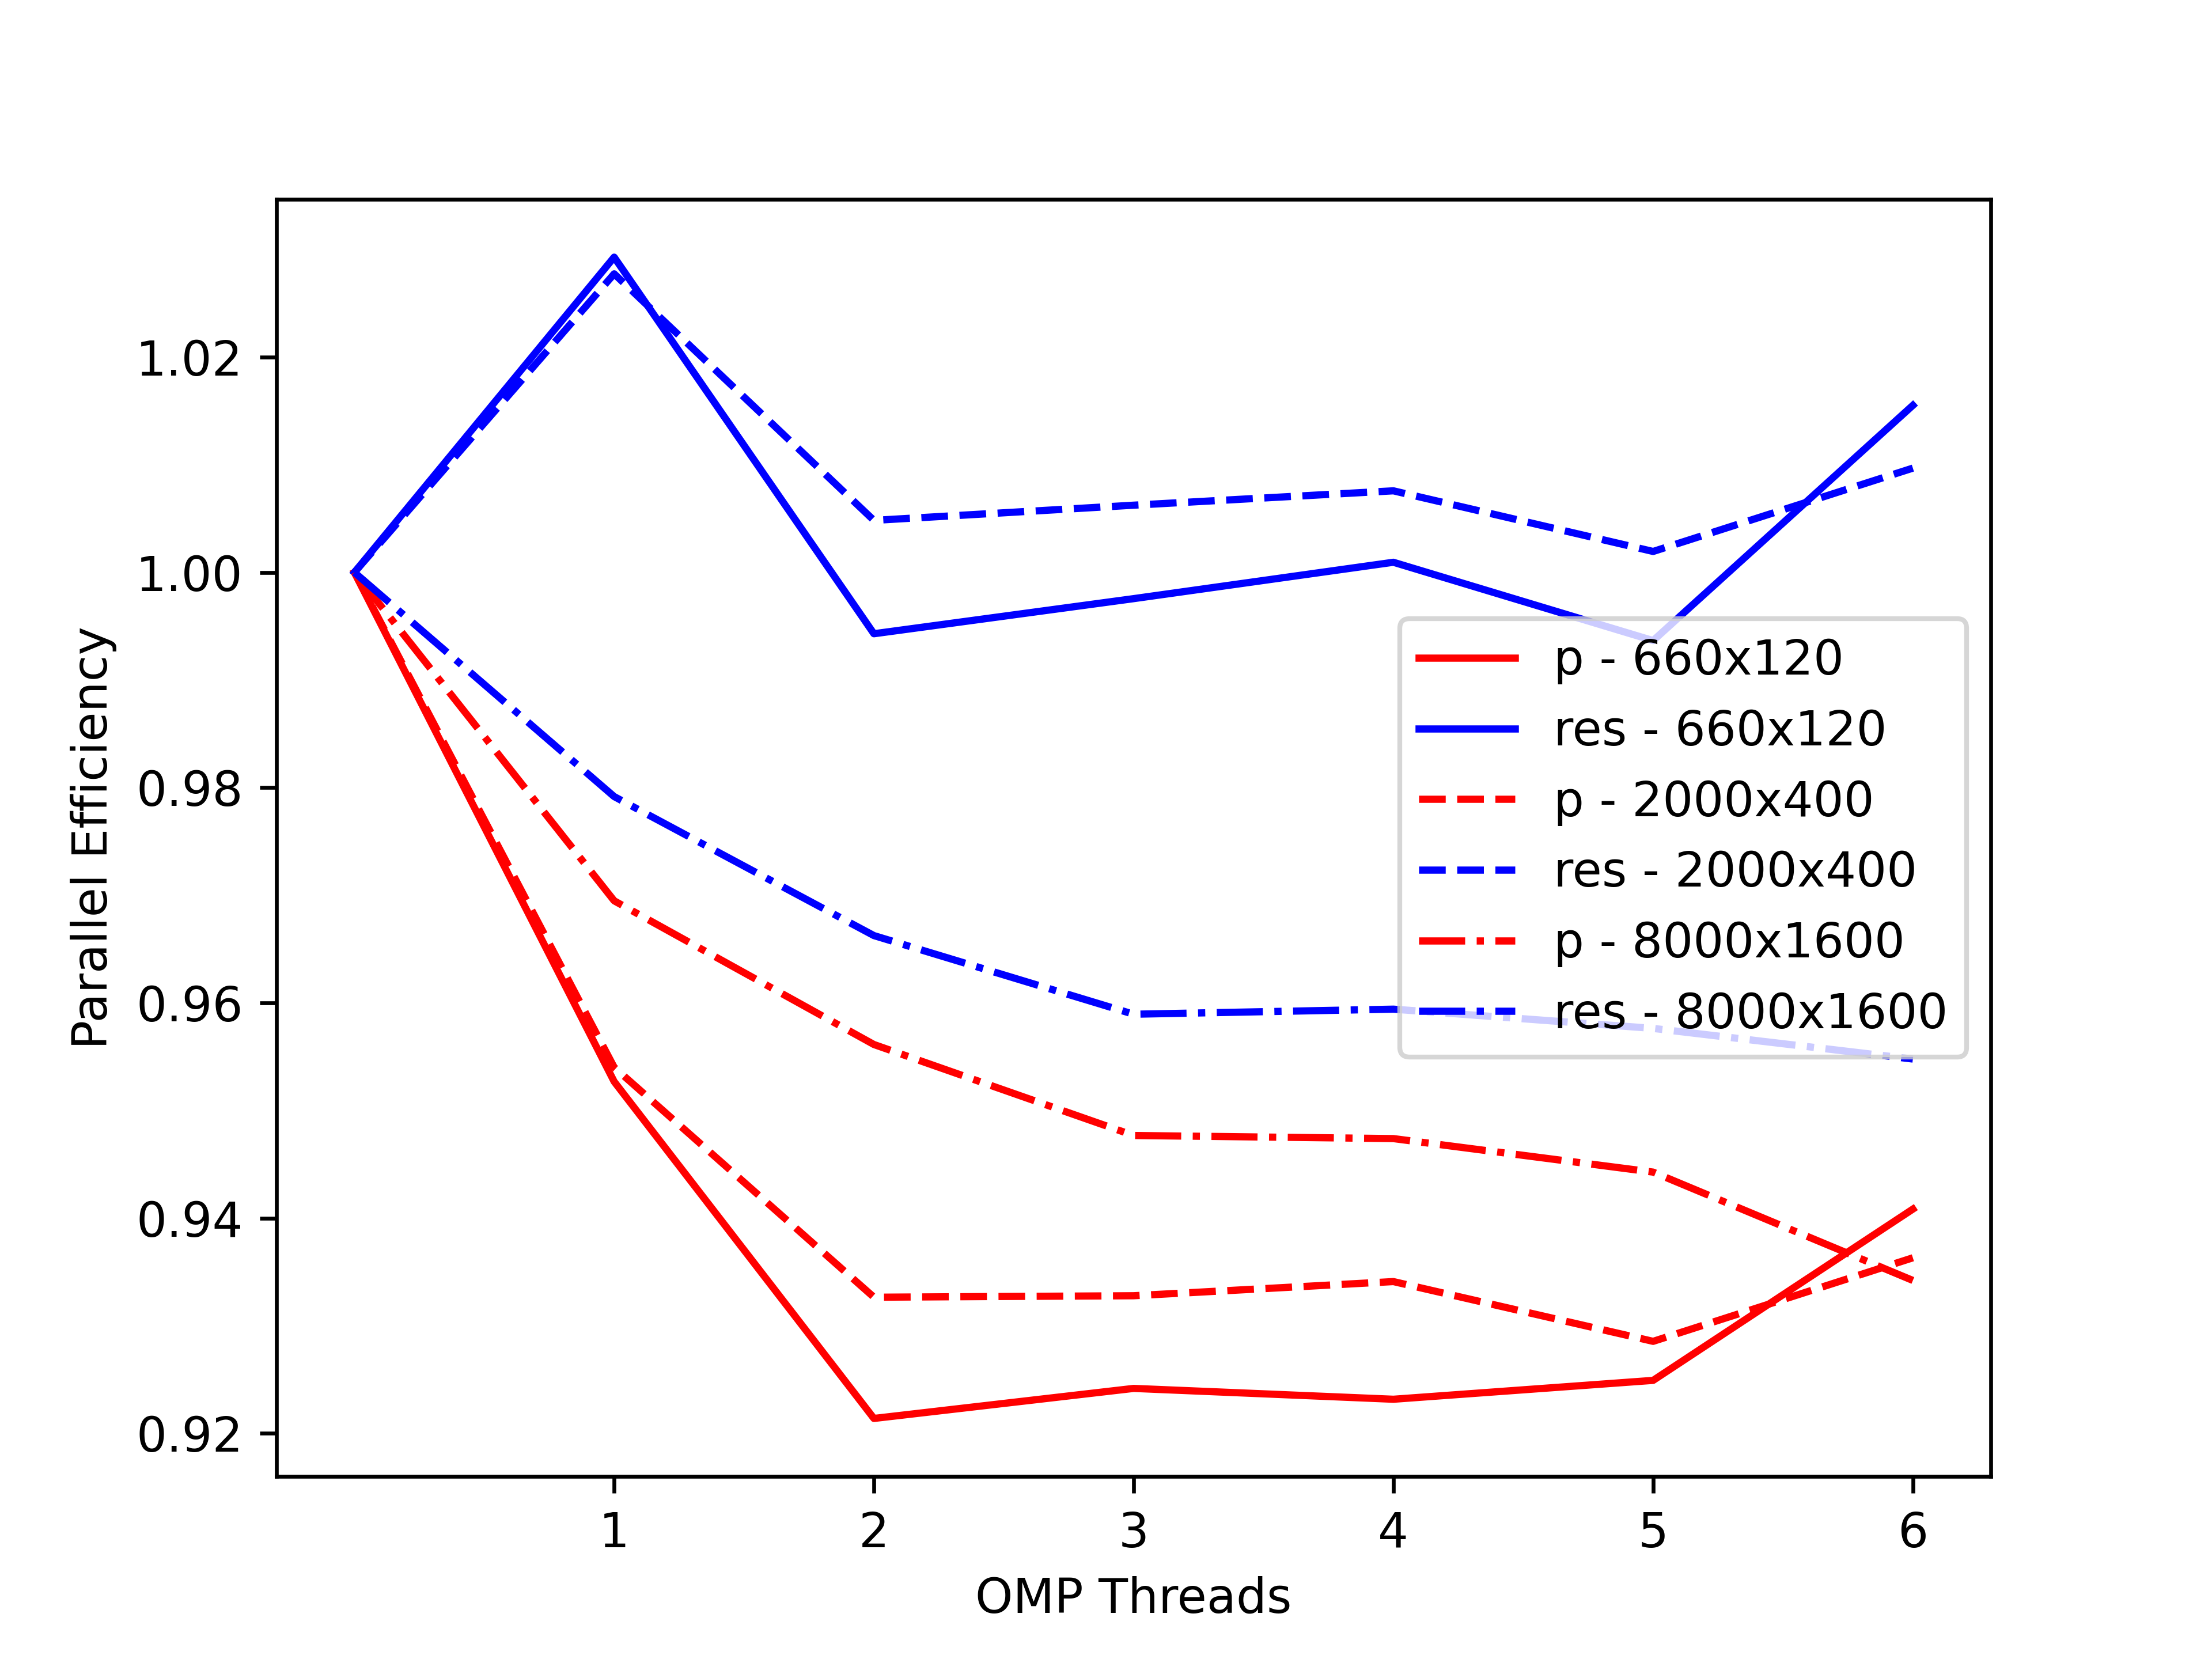 1.02
1.00
0.98
0.96
0.94
0.92
Parallel Efficiency
p - 660x120
res - 660x120
p - 2000x400
res - 2000x400
p - 8000x1600
res - 8000x1600
1 2 3 4 5 6
OMP Threads